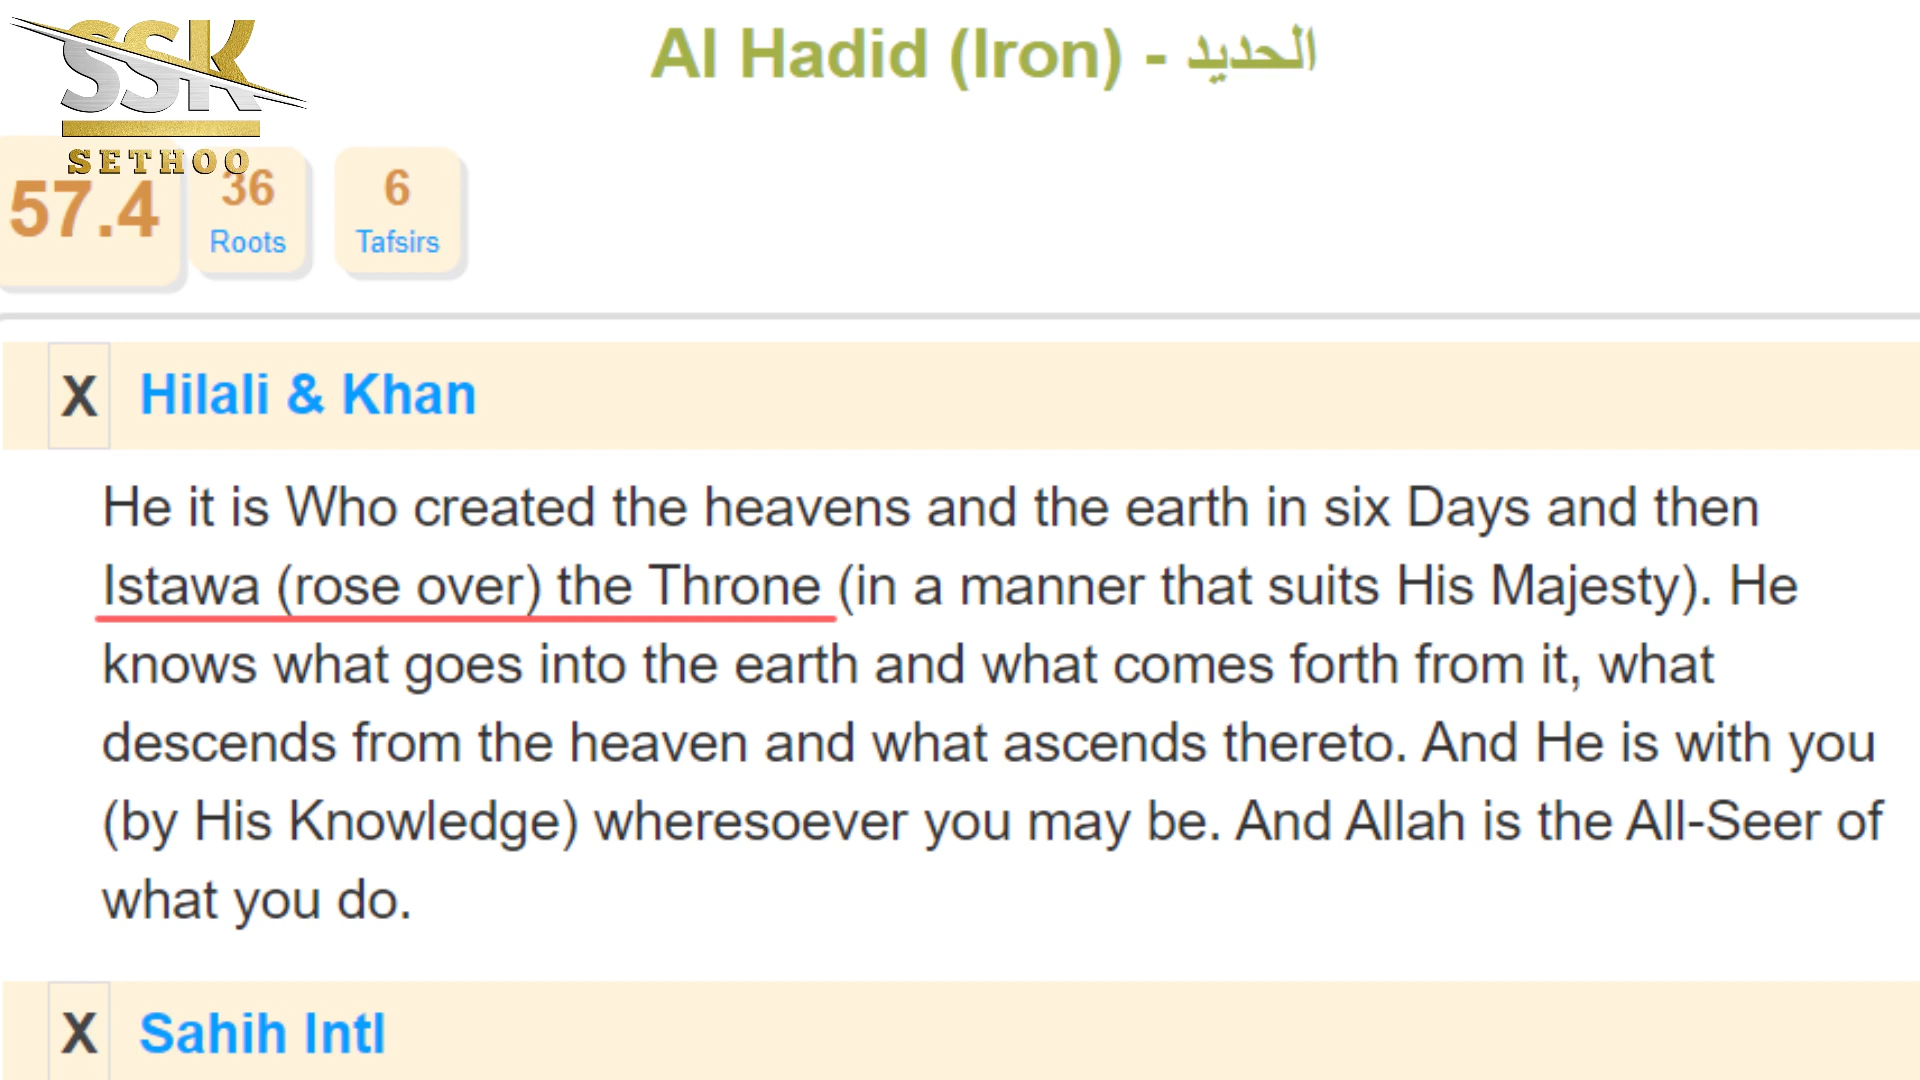 SSK
SETHOO
Al Hadid (Iron) - الحديد
57.4
36
Roots
6
Tafsirs
X Hilali & Khan
He it is Who created the heavens and the earth in six Days and then
Istawa (rose over) the Throne (in a manner that suits His Majesty). He
knows what goes into the earth and what comes forth from it, what
descends from the heaven and what ascends thereto. And He is with you
(by His Knowledge) wheresoever you may be. And Allah is the All-Seer of
what you do.
X Sahih Intl